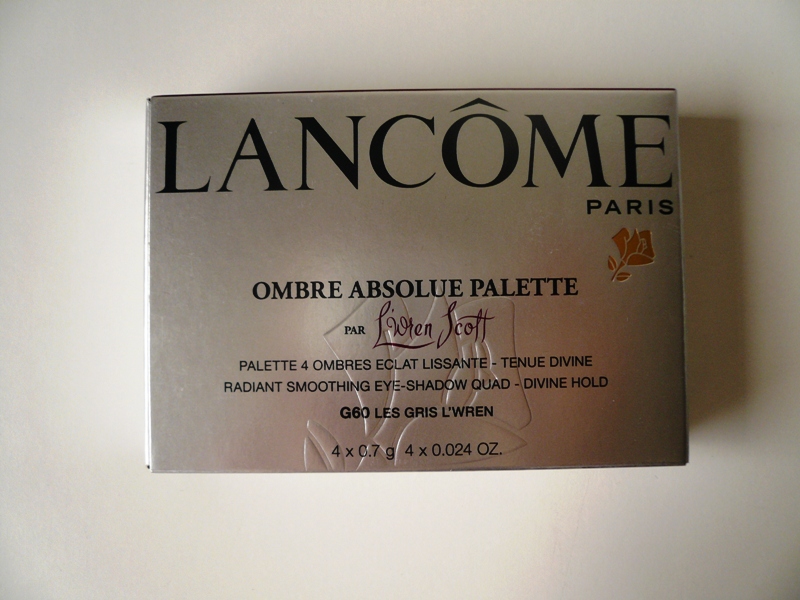 LANCÔME
PARIS
OMBRE ABSOLUE PALETTE
PAR L'Wren Scott
PALETTE 4 OMBRES ECLAT LISSANTE - TENUE DIVINE
RADIANT SMOOTHING EYE-SHADOW QUAD - DIVINE HOLD
G60 LES GRIS L'WREN
4 x 0.7 g 4 x 0.024 OZ.